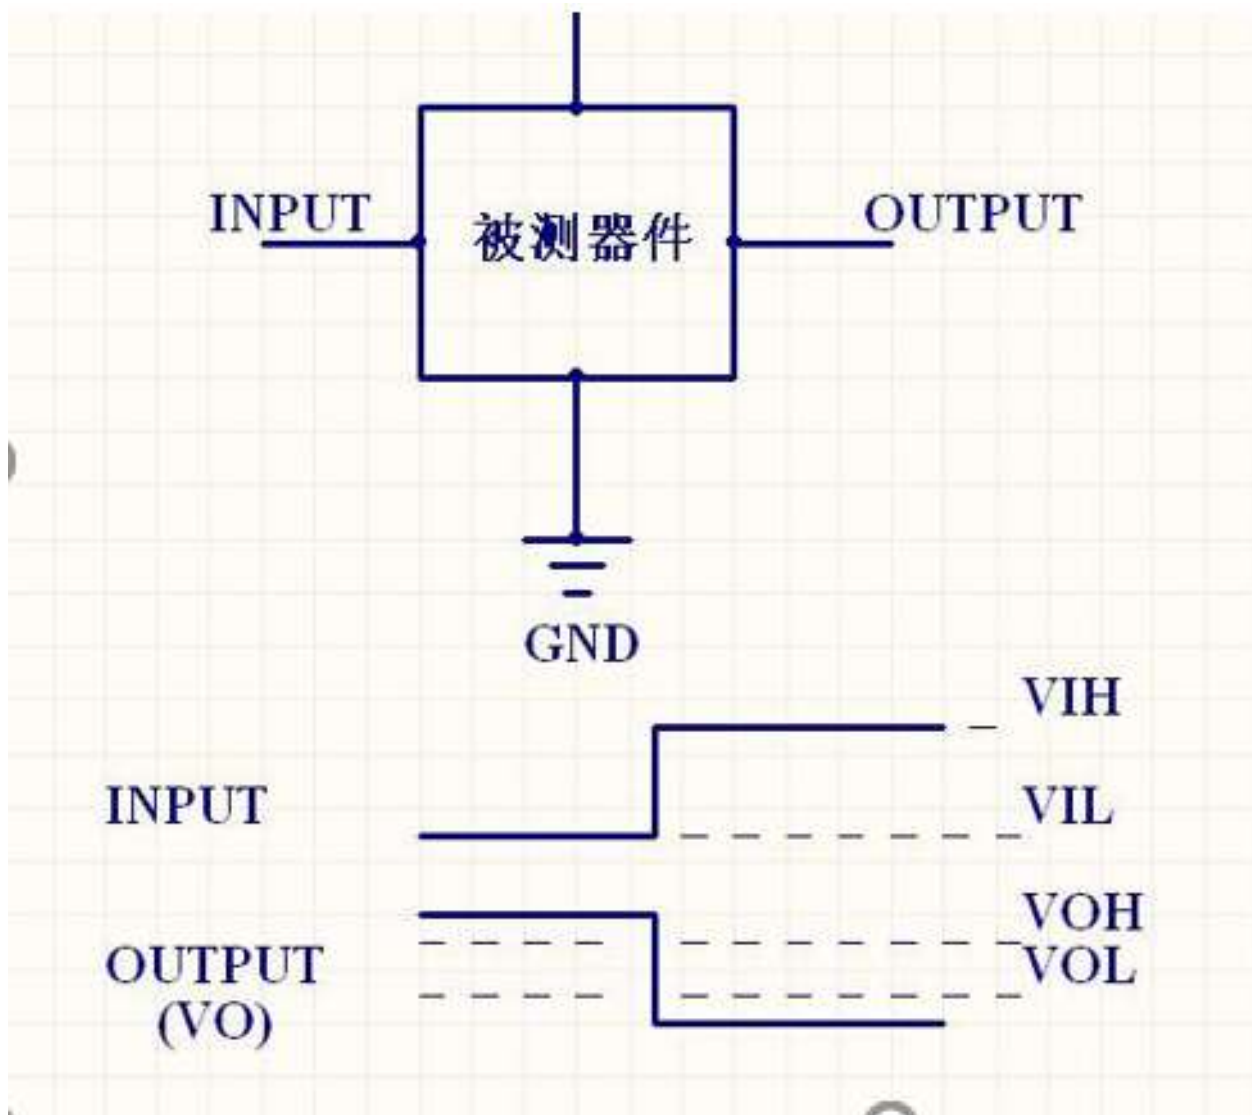 INPUT
被测器件
OUTPUT
GND
VIH
INPUT
VIL
VOH
OUTPUT
VOL
(VO)